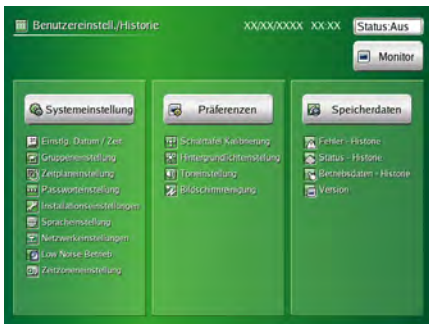 Benutzereinstell./Historie
XX/XX/XXXX XX:XX
Status:Aus
Monitor
Systemeinstellung
Einstlg. Datum / Zeit
Gruppeneinstellung
Zeitplaneinstellung
Passworteinstellung
Installationseinstellungen
Spracheinstellung
Netzwerkeinstellungen
Low Noise-Betrieb
Zeitzoneneinstellung
Präferenzen
Schalttafel Kalibrierung
Hintergrundlichteinstellung
Toneinstellung
Bildschirmreinigung
Speicherdaten
Fehler - Historie
Status - Historie
Betriebsdaten - Historie
Version